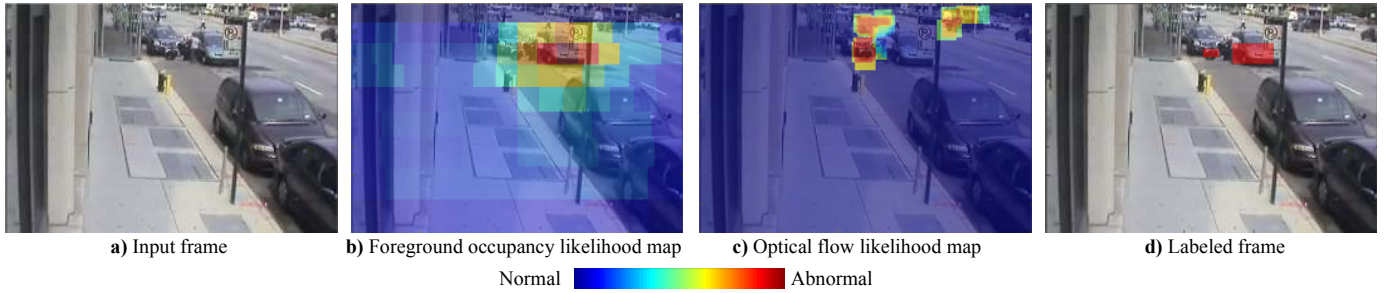 a) Input frame
b) Foreground occupancy likelihood map
c) Optical flow likelihood map
d) Labeled frame
Normal
Abnormal